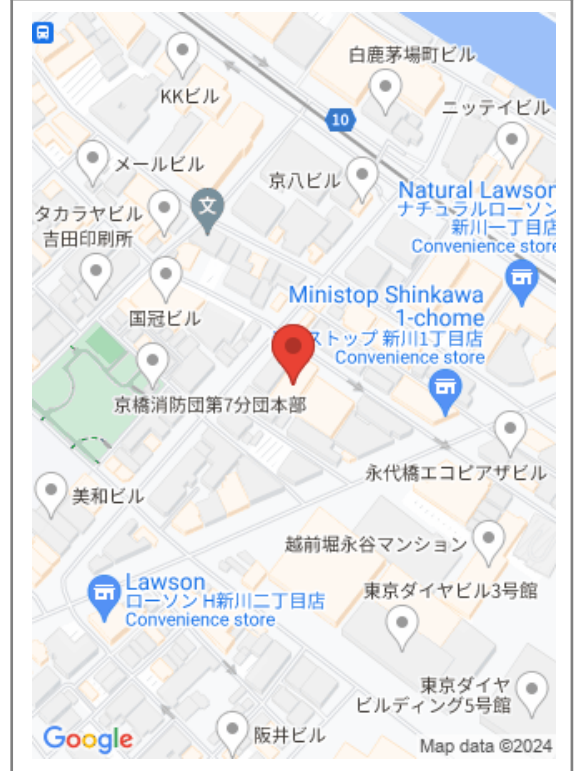 白鹿茅場町ビル
KKビル
ニッテイビル
10
メールビル
京八ビル
Natural Lawson
ナチュラルローソン
新川一丁目店
Convenience store
タカラヤビル
文
吉田印刷所
Ministop Shinkawa
1-chome
ストップ 新川1丁目店
Convenience store
国冠ビル
京橋消防団第7分団本部
永代橋エコピアザビル
美和ビル
越前堀永谷マンション
Lawson
ローソン H新川二丁目店
Convenience store
東京ダイヤビル3号館
東京ダイヤ
ビルディング5号館
阪井ビル
Google
Map data ©2024